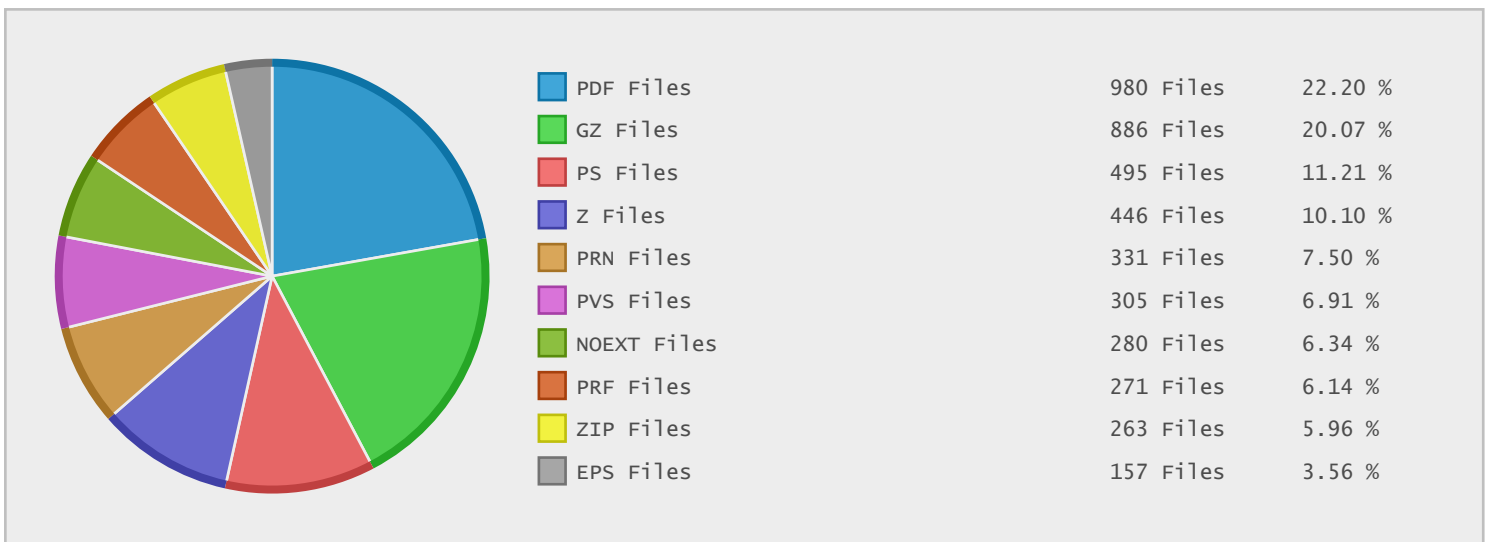 PDF Files 980 Files 22.20 %
GZ Files 886 Files 20.07 %
PS Files 495 Files 11.21 %
Z Files 446 Files 10.10 %
PRN Files 331 Files 7.50 %
PVS Files 305 Files 6.91 %
NOEXT Files 280 Files 6.34 %
PRF Files 271 Files 6.14 %
ZIP Files 263 Files 5.96 %
EPS Files 157 Files 3.56 %